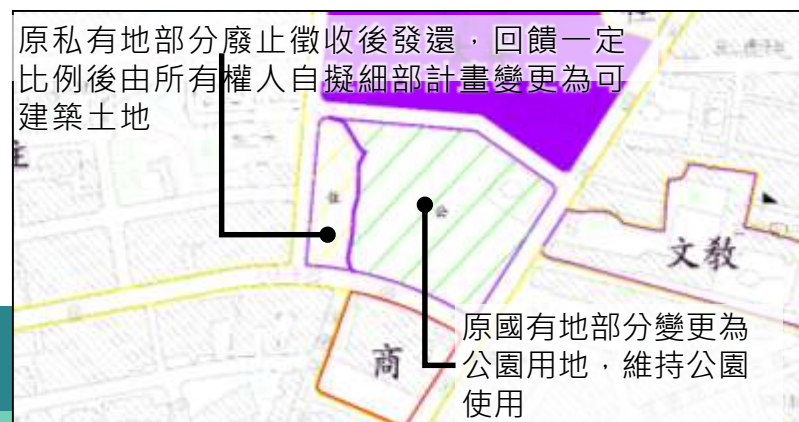 原私有地部分廢止徵收後發還，回饋一定
比例後由所有權人自擬細部計畫變更為可
建築土地
住
公
文教
原國有地部分變更為
公園用地，維持公園
使用
商